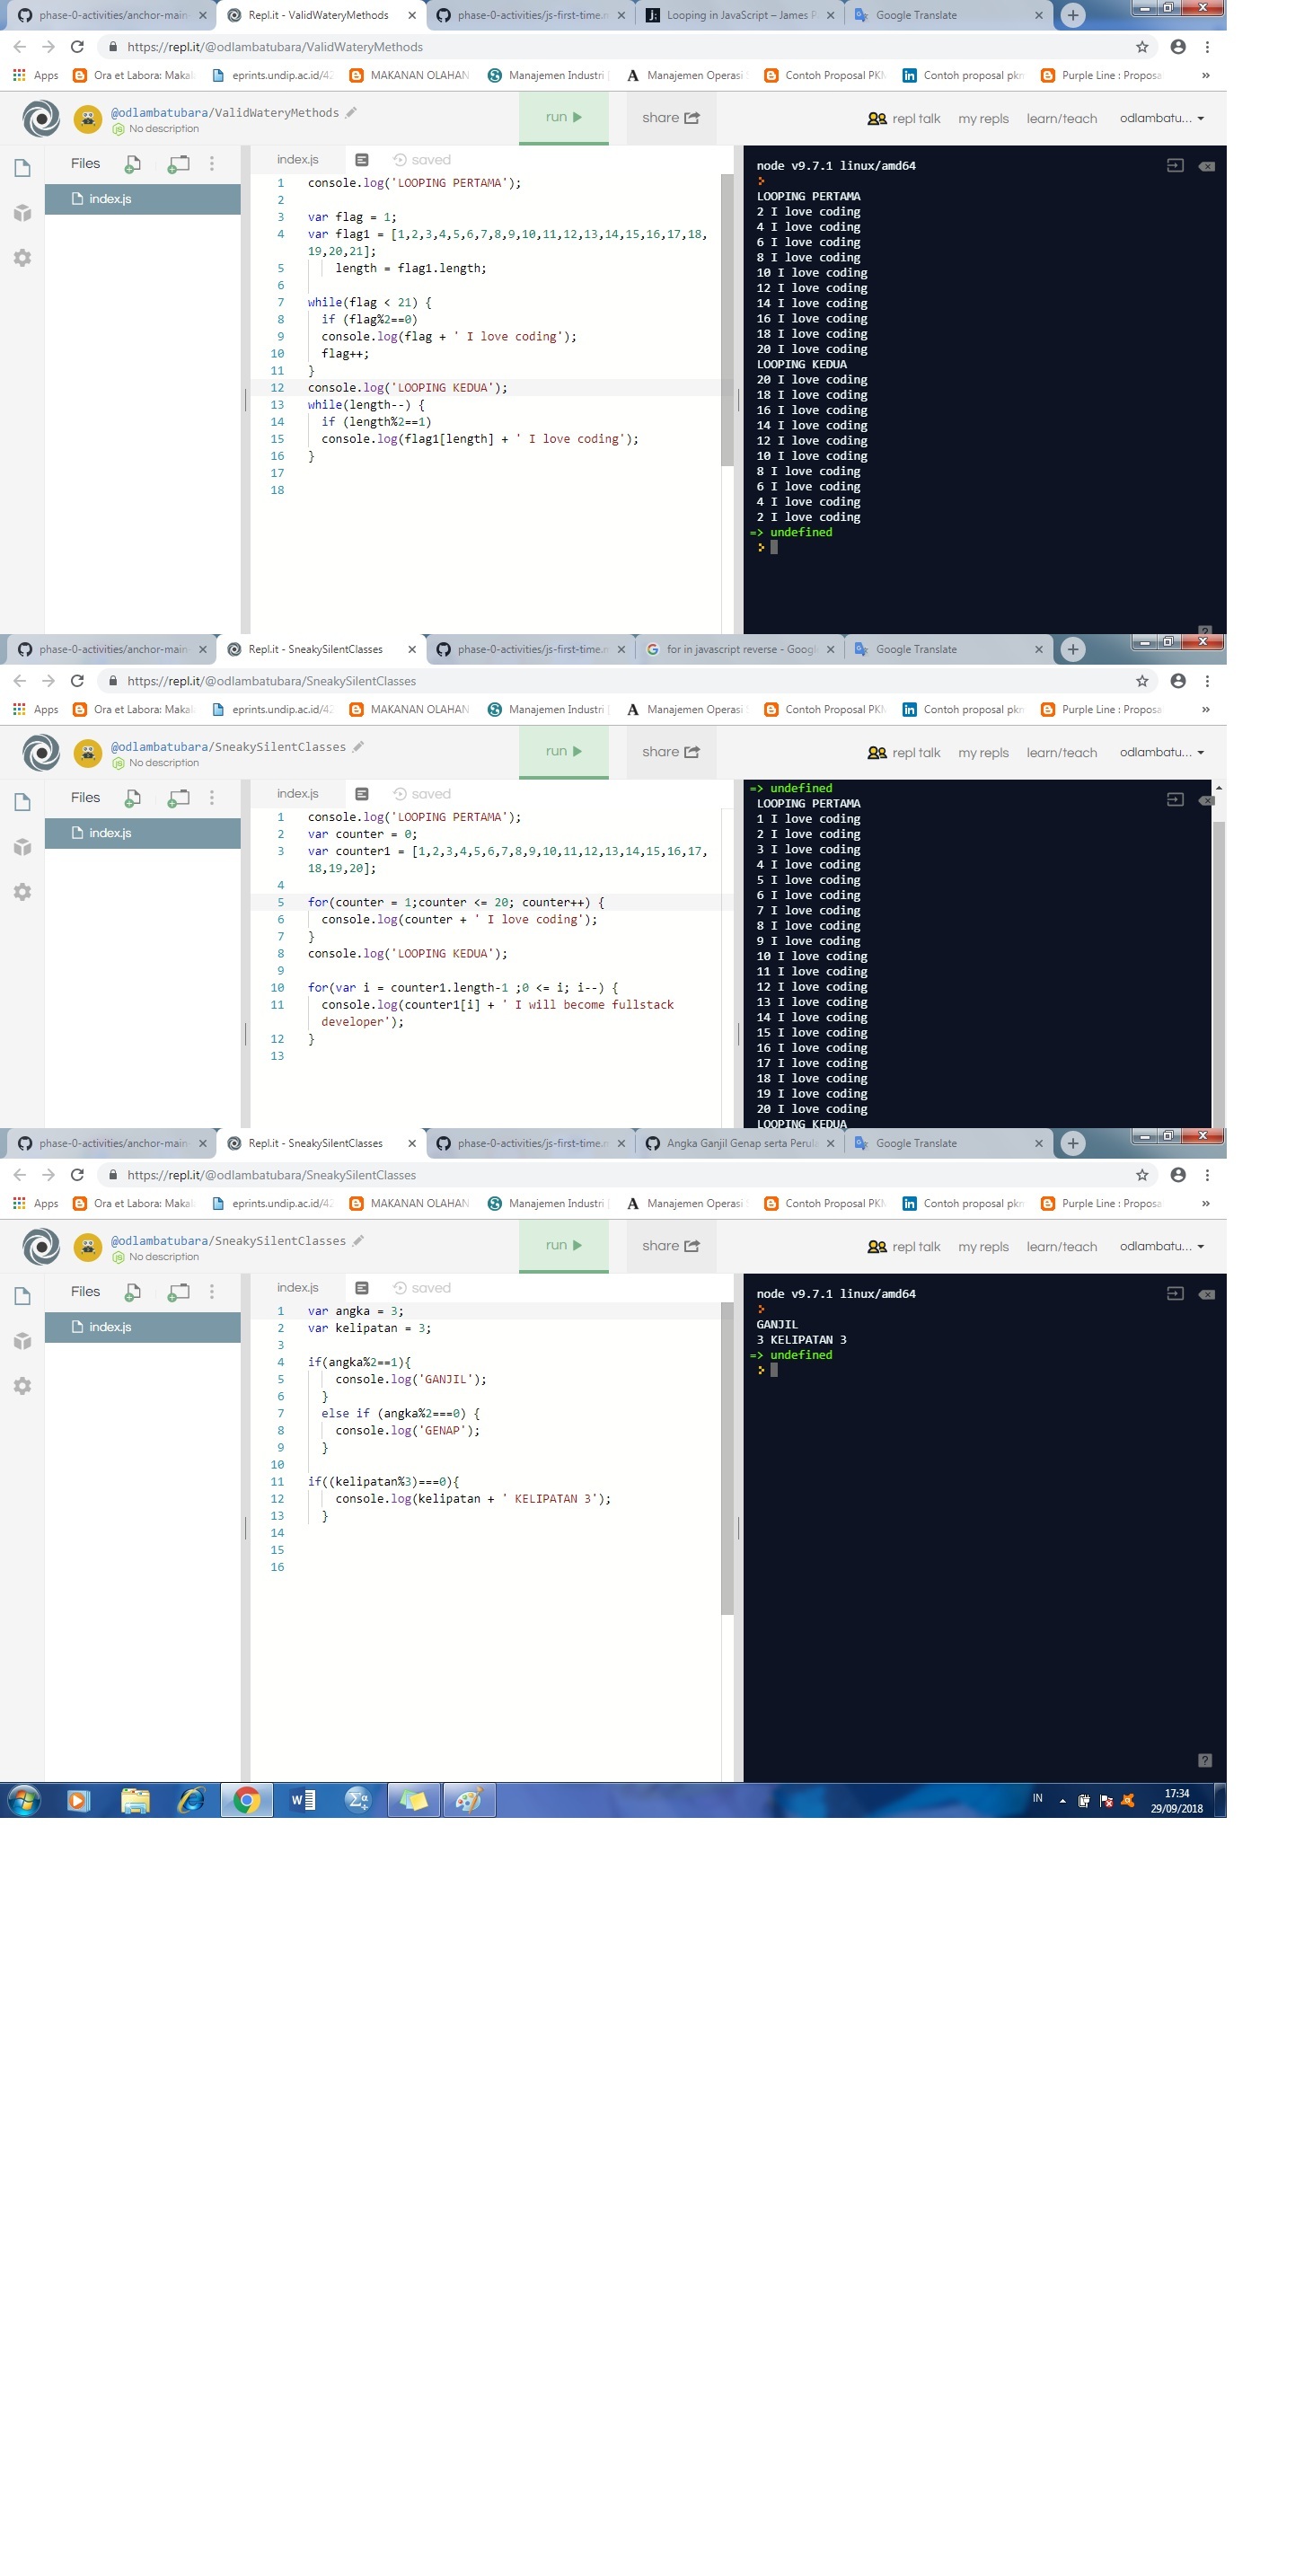 phase-0-activities/anchor-main
Repl.it - ValidWateryMethods
phase-0-activities/js-first-time.m
Looping in JavaScript – James P
Google Translate
https://repl.it/@odlambatubara/ValidWateryMethods
Apps
Ora et Labora: Makal
eprints.undip.ac.id/42
MAKANAN OLAHAN
Manajemen Industri
Manajemen Operasi
Contoh Proposal PKM
Contoh proposal pkm
Purple Line : Proposa
»
@odlambatubara/ValidWateryMethods
No description
run
share
repl talk
my repls
learn/teach
odlambatu...
Files
index.js
index.js
saved
1 console.log('LOOPING PERTAMA');
2
3 var flag = 1;
4 var flag1 = [1,2,3,4,5,6,7,8,9,10,11,12,13,14,15,16,17,18,
19,20,21];
5 length = flag1.length;
6
7 while(flag < 21) {
8 if (flag%2==0)
9 console.log(flag + ' I love coding');
10 flag++;
11 }
12 console.log('LOOPING KEDUA');
13 while(length--) {
14 if (length%2==1)
15 console.log(flag1[length] + ' I love coding');
16 }
17
18
node v9.7.1 linux/amd64
LOOPING PERTAMA
2 I love coding
4 I love coding
6 I love coding
8 I love coding
10 I love coding
12 I love coding
14 I love coding
16 I love coding
18 I love coding
20 I love coding
LOOPING KEDUA
20 I love coding
18 I love coding
16 I love coding
14 I love coding
12 I love coding
10 I love coding
8 I love coding
6 I love coding
4 I love coding
2 I love coding
=> undefined
phase-0-activities/anchor-main
Repl.it - SneakySilentClasses
phase-0-activities/js-first-time.m
for in javascript reverse - Googl
Google Translate
https://repl.it/@odlambatubara/SneakySilentClasses
Apps
Ora et Labora: Makal
eprints.undip.ac.id/42
MAKANAN OLAHAN
Manajemen Industri
Manajemen Operasi
Contoh Proposal PKM
Contoh proposal pkm
Purple Line : Proposa
»
@odlambatubara/SneakySilentClasses
No description
run
share
repl talk
my repls
learn/teach
odlambatu...
Files
index.js
index.js
saved
1 console.log('LOOPING PERTAMA');
2 var counter = 0;
3 var counter1 = [1,2,3,4,5,6,7,8,9,10,11,12,13,14,15,16,17,
18,19,20];
4
5 for(counter = 1;counter <= 20; counter++) {
6 console.log(counter + ' I love coding');
7 }
8 console.log('LOOPING KEDUA');
9
10 for(var i = counter1.length-1 ;0 <= i; i--) {
11 console.log(counter1[i] + ' I will become fullstack
developer');
12 }
13
=> undefined
LOOPING PERTAMA
1 I love coding
2 I love coding
3 I love coding
4 I love coding
5 I love coding
6 I love coding
7 I love coding
8 I love coding
9 I love coding
10 I love coding
11 I love coding
12 I love coding
13 I love coding
14 I love coding
15 I love coding
16 I love coding
17 I love coding
18 I love coding
19 I love coding
20 I love coding
LOOPING KEDUA
phase-0-activities/anchor-main
Repl.it - SneakySilentClasses
phase-0-activities/js-first-time.m
Angka Ganjil Genap serta Perula
Google Translate
https://repl.it/@odlambatubara/SneakySilentClasses
Apps
Ora et Labora: Makal
eprints.undip.ac.id/42
MAKANAN OLAHAN
Manajemen Industri
Manajemen Operasi
Contoh Proposal PKM
Contoh proposal pkm
Purple Line : Proposa
»
@odlambatubara/SneakySilentClasses
No description
run
share
repl talk
my repls
learn/teach
odlambatu...
Files
index.js
index.js
saved
1 var angka = 3;
2 var kelipatan = 3;
3
4 if(angka%2==1){
5 console.log('GANJIL');
6 }
7 else if (angka%2===0) {
8 console.log('GENAP');
9 }
10
11 if((kelipatan%3)===0){
12 console.log(kelipatan + ' KELIPATAN 3');
13 }
14
15
16
node v9.7.1 linux/amd64
GANJIL
3 KELIPATAN 3
=> undefined
?
IN
17:34
29/09/2018